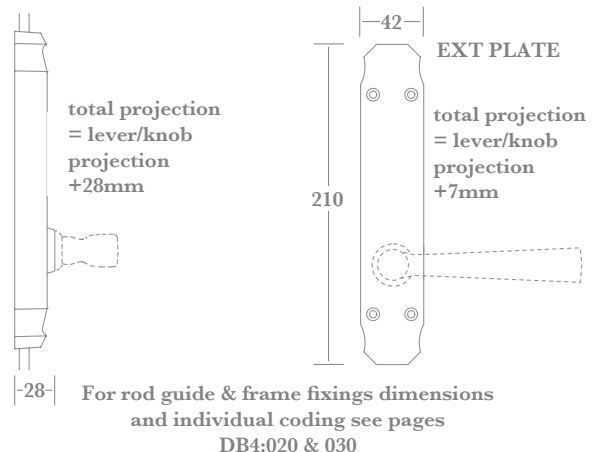 42
EXT PLATE
total projection
= lever/knob
projection
+28mm
total projection
= lever/knob
projection
+7mm
210
28
For rod guide & frame fixings dimensions
and individual coding see pages
DB4:020 & 030